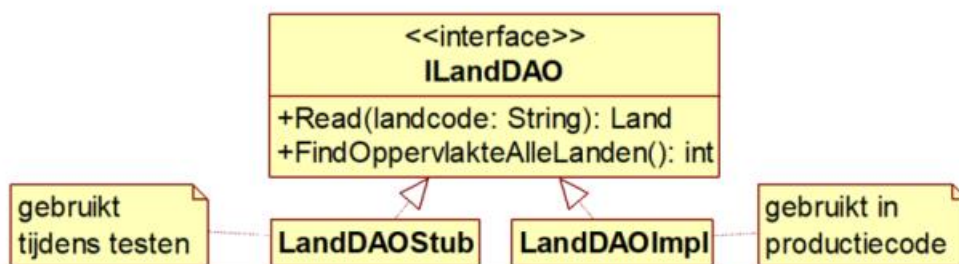 <<interface>>
ILandDAO
+Read(landcode: String): Land
+FindOppervlakteAlleLanden(): int
gebruikt
tijdens testen
LandDAOStub
LandDAOImpl
gebruikt in
productiecode